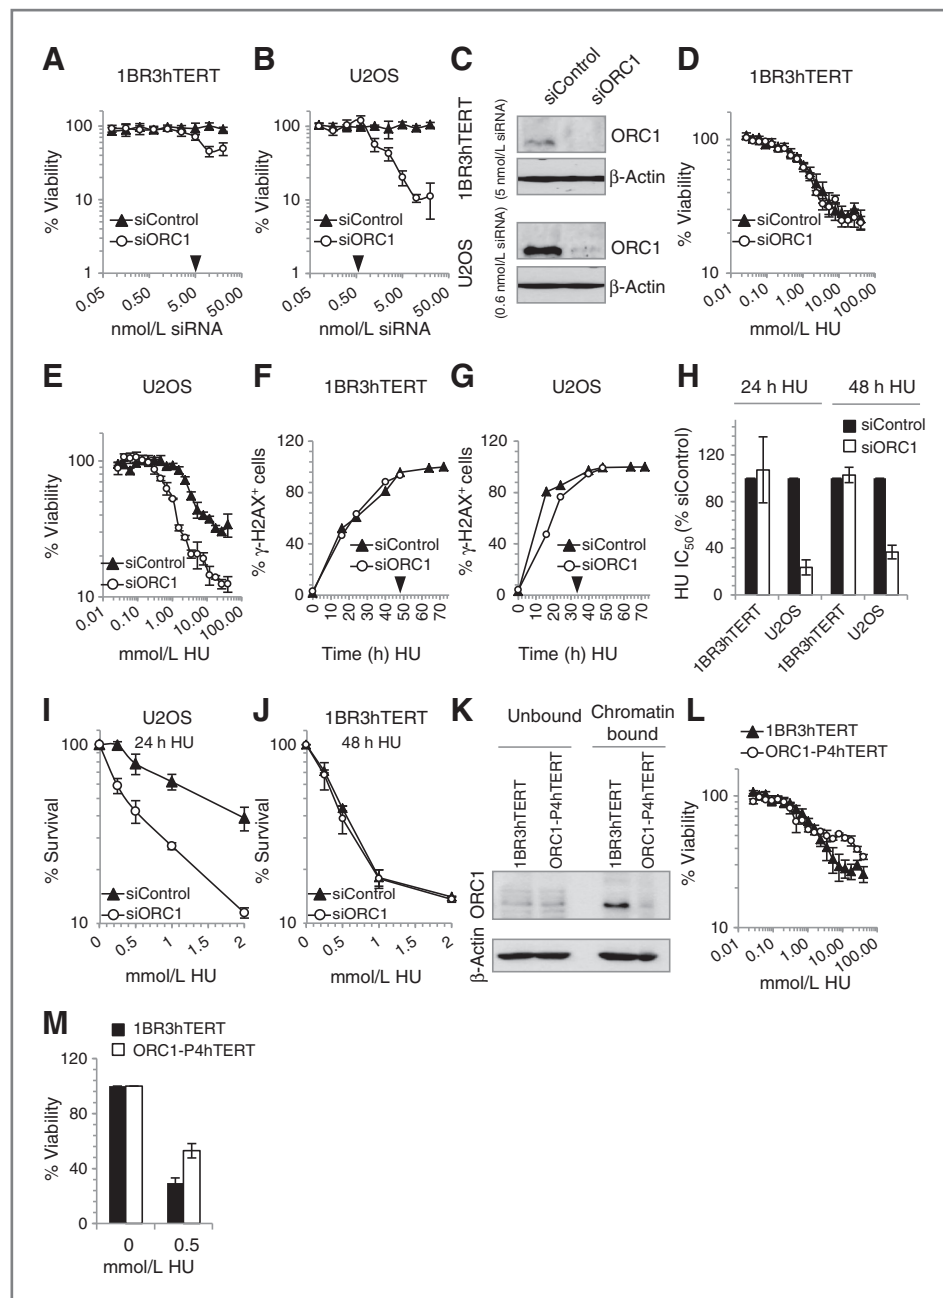 A
1BR3hTERT
% Viability
100
10
1
siControl
siORC1
0.05
0.50
5.00
50.00
nmol/L siRNA
B
U2OS
% Viability
100
10
1
siControl
siORC1
0.05
0.50
5.00
50.00
nmol/L siRNA
C
siControl
siORC1
1BR3hTERT
(5 nmol/L siRNA)
ORC1
β-Actin
U2OS
(0.6 nmol/L siRNA)
ORC1
β-Actin
D
1BR3hTERT
% Viability
100
10
siControl
siORC1
0.01
0.10
1.00
10.00
100.00
mmol/L HU
E
U2OS
% Viability
100
10
siControl
siORC1
0.01
0.10
1.00
10.00
100.00
mmol/L HU
F
1BR3hTERT
% γ-H2AX+ cells
120
80
40
0
siControl
siORC1
0
10
20
30
40
50
60
70
Time (h) HU
G
U2OS
% γ-H2AX+ cells
120
80
40
0
siControl
siORC1
0
10
20
30
40
50
60
70
Time (h) HU
H
24 h HU
48 h HU
HU IC50 (% siControl)
120
80
40
0
siControl
siORC1
1BR3hTERT
U2OS
1BR3hTERT
U2OS
I
U2OS
24 h HU
% Survival
100
10
siControl
siORC1
0
0.5
1
1.5
2
mmol/L HU
J
1BR3hTERT
48 h HU
% Survival
100
10
siControl
siORC1
0
0.5
1
1.5
2
mmol/L HU
K
Unbound
Chromatin
bound
1BR3hTERT
ORC1-P4hTERT
1BR3hTERT
ORC1-P4hTERT
ORC1
β-Actin
L
1BR3hTERT
ORC1-P4hTERT
% Viability
100
10
0.01
0.10
1.00
10.00
100.00
mmol/L HU
M
1BR3hTERT
ORC1-P4hTERT
% Viability
120
80
40
0
0
0.5
mmol/L HU